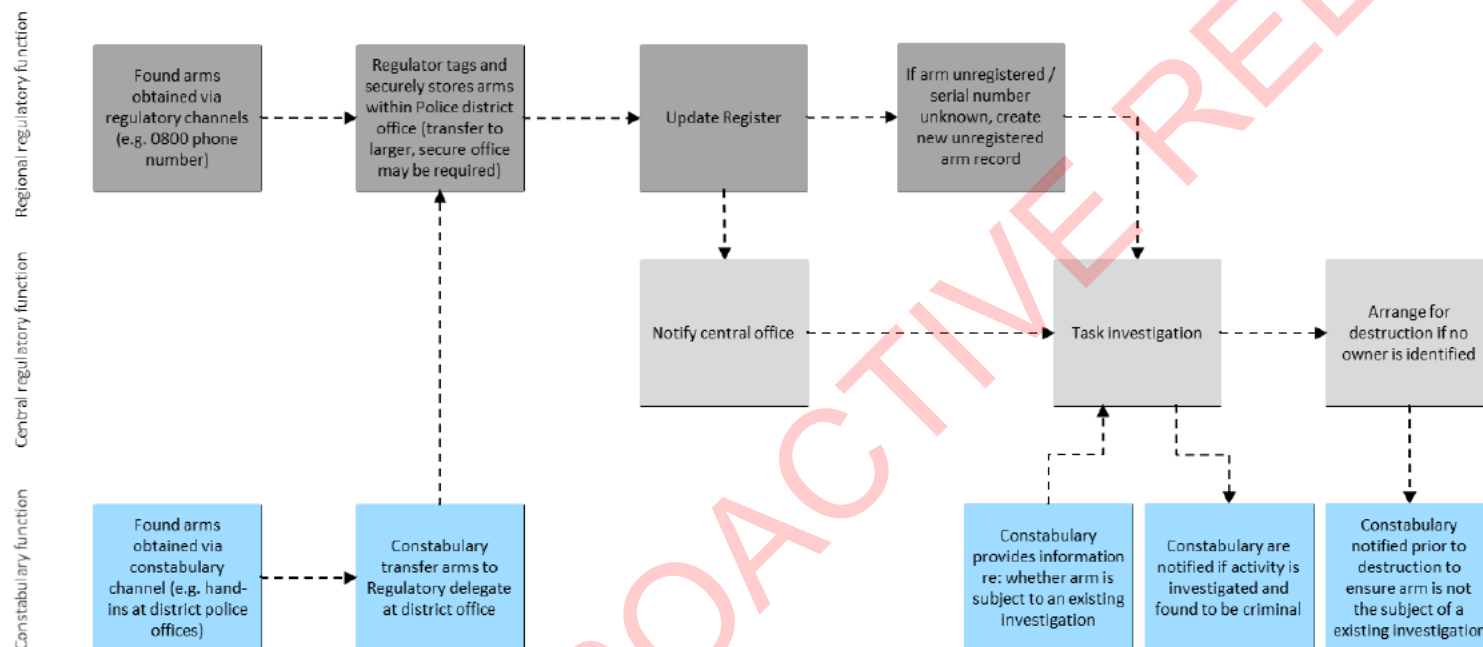 Regional regulatory function
Found arms
obtained via
regulatory channels
(e.g. 0800 phone
number)
Regulator tags and
securely stores arms
within Police district
office (transfer to
larger, secure office
may be required)
Update Register
If arm unregistered /
serial number
unknown, create
new unregistered
arm record
Central regulatory function
Notify central office
Task investigation
Arrange for
destruction if no
owner is identified
Constabulary function
Found arms
obtained via
constabulary
channel (e.g. hand-
ins at district police
offices)
Constabulary
transfer arms to
Regulatory delegate
at district office
Constabulary
provides information
re: whether arm is
subject to an existing
investigation
Constabulary are
notified if activity is
investigated and
found to be criminal
Constabulary
notified prior to
destruction to
ensure arm is not
the subject of a
existing investigation